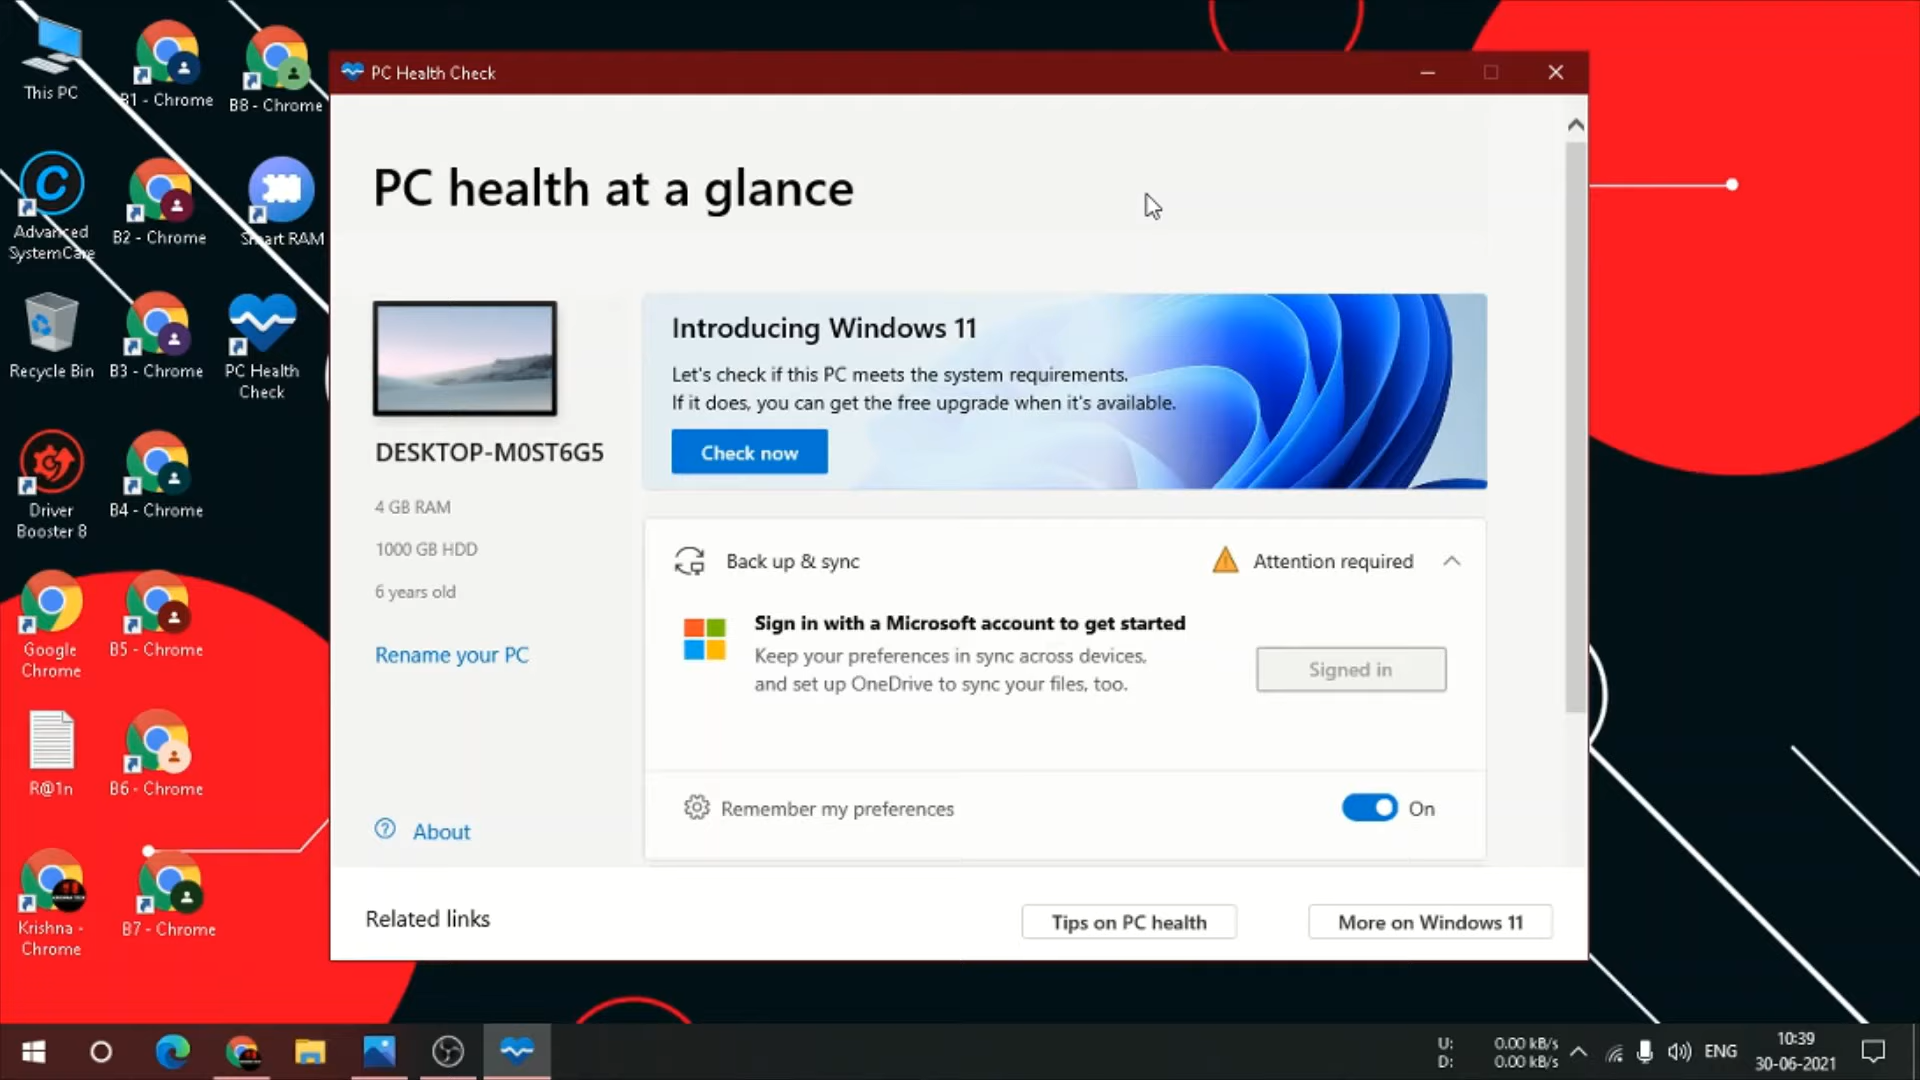 This PC
B1 - Chrome
B8 - Chrome
Advanced
SystemCare
B2 - Chrome
Smart RAM
Recycle Bin
B3 - Chrome
PC Health
Check
Driver
Booster 8
B4 - Chrome
Google
Chrome
B5 - Chrome
R@1n
B6 - Chrome
Krishna -
Chrome
B7 - Chrome
PC Health Check
PC health at a glance
DESKTOP-M0ST6G5
4 GB RAM
1000 GB HDD
6 years old
Rename your PC
About
Introducing Windows 11
Let's check if this PC meets the system requirements.
If it does, you can get the free upgrade when it's available.
Check now
Back up & sync
Attention required
Sign in with a Microsoft account to get started
Keep your preferences in sync across devices,
and set up OneDrive to sync your files, too.
Signed in
Remember my preferences
On
Related links
Tips on PC health
More on Windows 11
U: 0.00 kB/s
D: 0.00 kB/s
ENG
10:39
30-06-2021